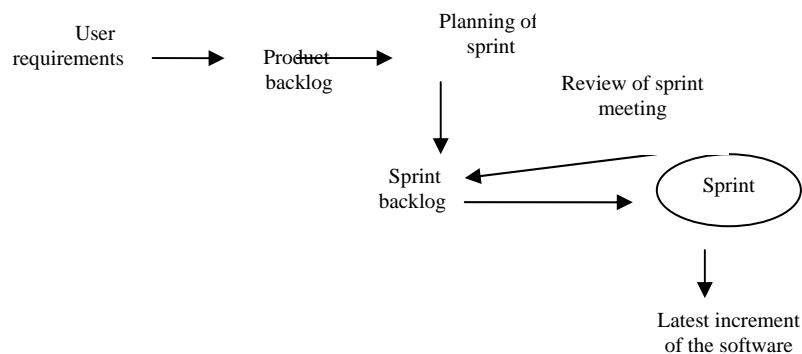 User
requirements
Product
backlog
Planning of
sprint
Review of sprint
meeting
Sprint
backlog
Sprint
Latest increment
of the software